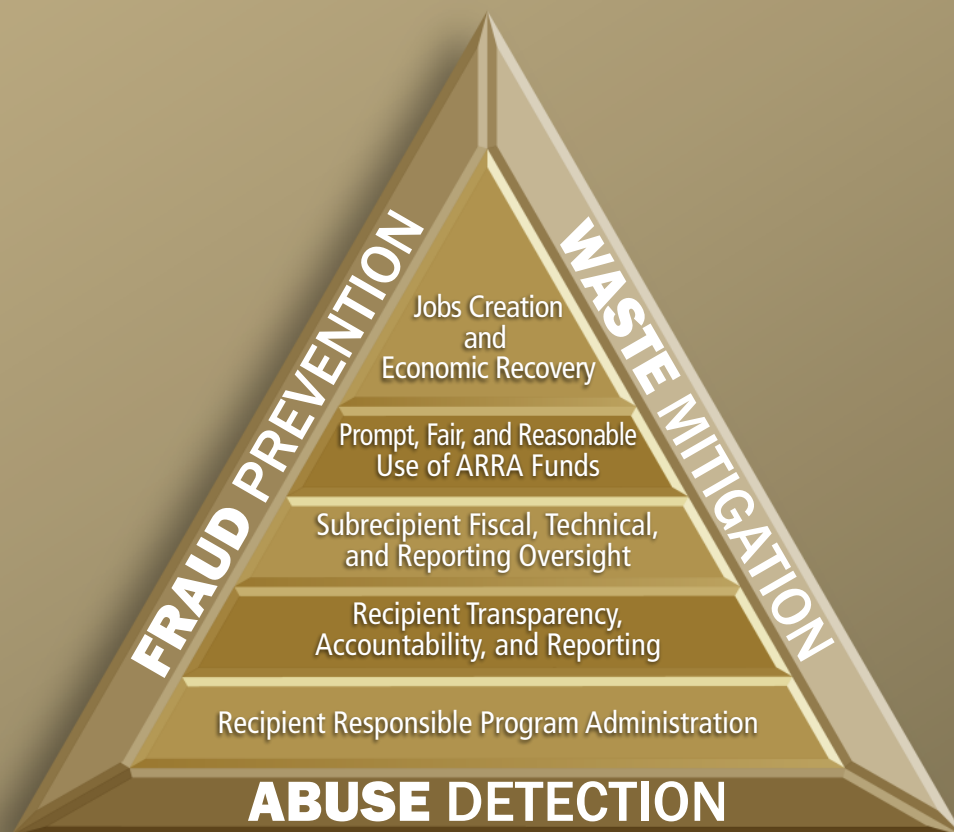 FRAUD PREVENTION
WASTE MITIGATION
Jobs Creation
and
Economic Recovery
Prompt, Fair, and Reasonable
Use of ARRA Funds
Subrecipient Fiscal, Technical,
and Reporting Oversight
Recipient Transparency,
Accountability, and Reporting
Recipient Responsible Program Administration
ABUSE DETECTION